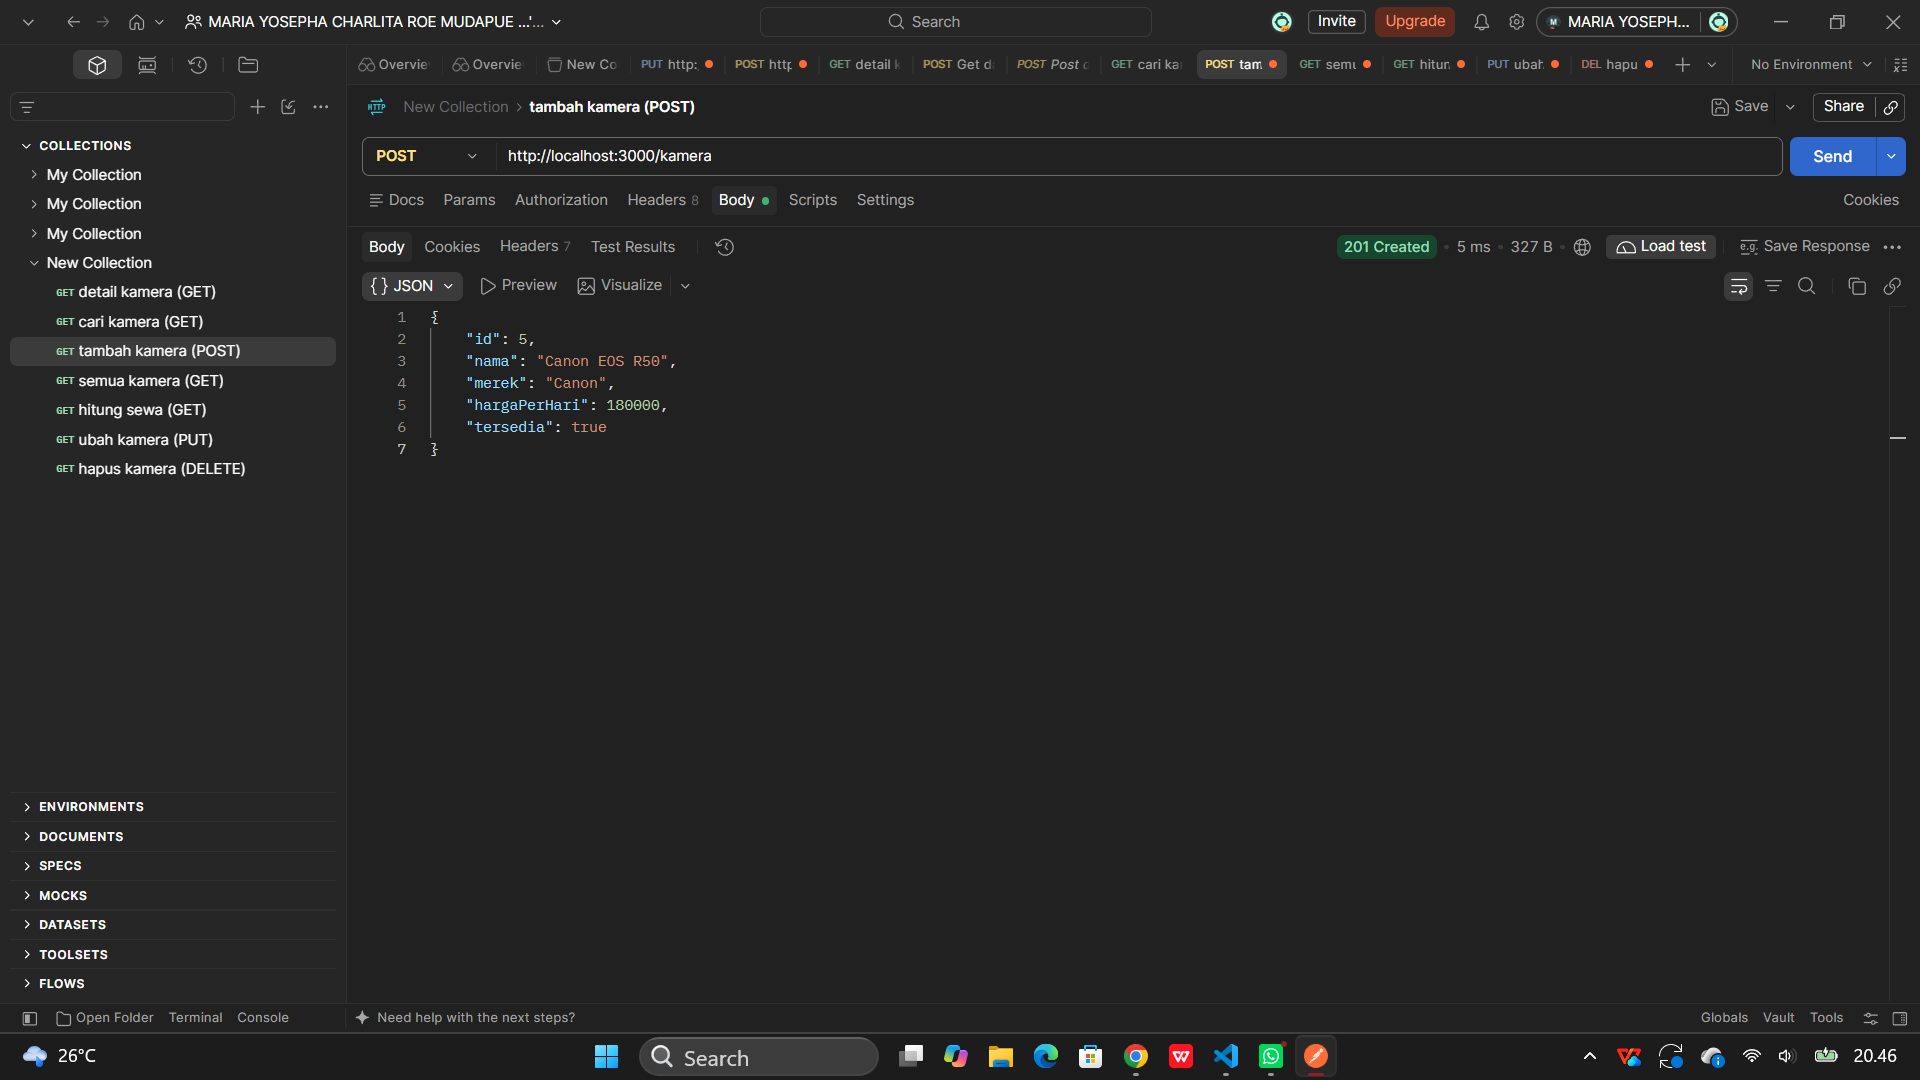 MARIA YOSEPHA CHARLITA ROE MUDAPUE ...'...
Search
Invite
Upgrade
MARIA YOSEPH...
Overvie
Overvie
New Co
PUT http:
POST http
GET detail k
POST Get d
POST Post c
GET cari ka
POST tam
GET semu
GET hitun
PUT ubah
DEL hapu
No Environment
HTTP New Collection > tambah kamera (POST)
Save
Share
COLLECTIONS
My Collection
My Collection
My Collection
New Collection
GET detail kamera (GET)
GET cari kamera (GET)
GET tambah kamera (POST)
GET semua kamera (GET)
GET hitung sewa (GET)
GET ubah kamera (PUT)
GET hapus kamera (DELETE)
ENVIRONMENTS
DOCUMENTS
SPECS
MOCKS
DATASETS
TOOLSETS
FLOWS
POST http://localhost:3000/kamera
Send
Docs Params Authorization Headers 8 Body Scripts Settings
Cookies
Body Cookies Headers 7 Test Results
201 Created • 5 ms • 327 B
Load test
e.g. Save Response
{} JSON Preview Visualize
1 {
2 "id": 5,
3 "nama": "Canon EOS R50",
4 "merek": "Canon",
5 "hargaPerHari": 180000,
6 "tersedia": true
7 }
Open Folder Terminal Console
Need help with the next steps?
Globals Vault Tools
26°C
Search
20.46